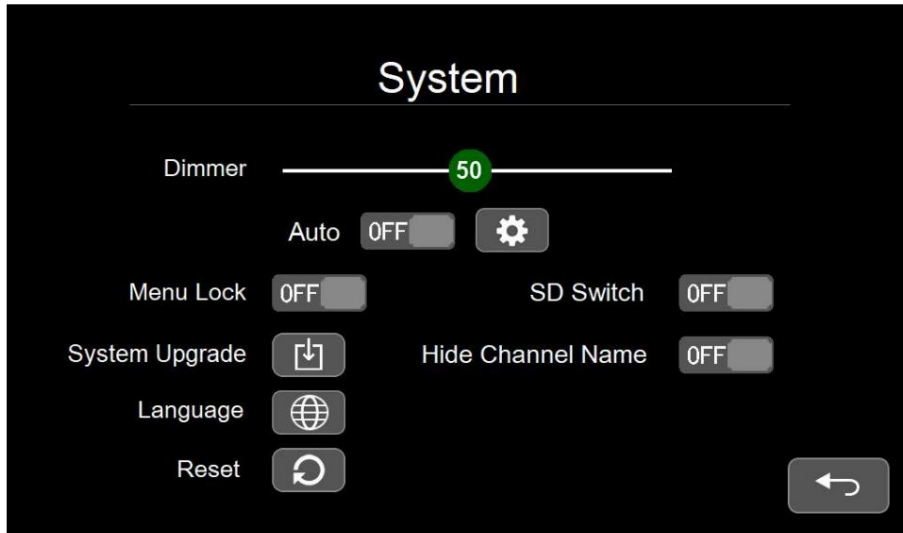 System
Dimmer 50
Auto OFF
Menu Lock OFF SD Switch OFF
System Upgrade Hide Channel Name OFF
Language
Reset